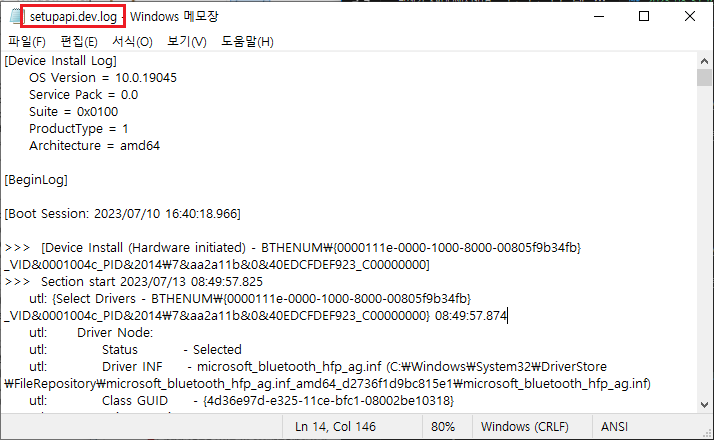 setupapi.dev.log - Windows 메모장
파일(F) 편집(E) 서식(O) 보기(V) 도움말(H)
[Device Install Log]
OS Version = 10.0.19045
Service Pack = 0.0
Suite = 0x0100
ProductType = 1
Architecture = amd64
[BeginLog]
[Boot Session: 2023/07/10 16:40:18.966]
>>> [Device Install (Hardware initiated) - BTHENUM₩{0000111e-0000-1000-8000-00805f9b34fb}
_VID&0001004c_PID&2014₩7&aa2a11b&0&40EDCFDEF923_C00000000]
>>> Section start 2023/07/13 08:49:57.825
utl: {Select Drivers - BTHENUM₩{0000111e-0000-1000-8000-00805f9b34fb}
_VID&0001004c_PID&2014₩7&aa2a11b&0&40EDCFDEF923_C00000000} 08:49:57.874
utl: Driver Node:
utl: Status - Selected
utl: Driver INF - microsoft_bluetooth_hfp_ag.inf (C:₩Windows₩System32₩DriverStore
₩FileRepository₩microsoft_bluetooth_hfp_ag.inf_amd64_d2736f1d9bc815e1₩microsoft_bluetooth_hfp_ag.inf)
utl: Class GUID - {4d36e97d-e325-11ce-bfc1-08002be10318}
Ln 14, Col 146 80% Windows (CRLF) ANSI